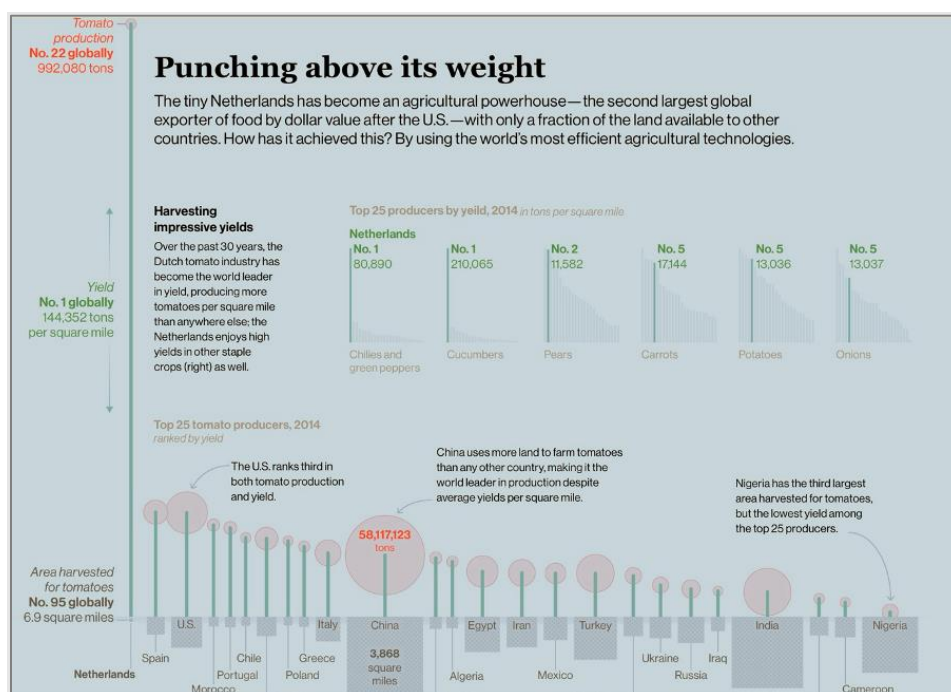 Tomato
production
No. 22 globally
992,080 tons
Punching above its weight
The tiny Netherlands has become an agricultural powerhouse—the second largest global
exporter of food by dollar value after the U.S.—with only a fraction of the land available to other
countries. How has it achieved this? By using the world's most efficient agricultural technologies.
Harvesting
impressive yields
Over the past 30 years, the
Dutch tomato industry has
become the world leader
in yield, producing more
tomatoes per square mile
than anywhere else; the
Netherlands enjoys high
yields in other staple
crops (right) as well.
Top 25 producers by yeild, 2014 in tons per square mile
Netherlands
No. 1
80,890
Chilies and
green peppers
No. 1
210,065
Cucumbers
No. 2
11,582
Pears
No. 5
17,144
Carrots
No. 5
13,036
Potatoes
No. 5
13,037
Onions
Yield
No. 1 globally
144,352 tons
per square mile
Top 25 tomato producers, 2014
ranked by yield
The U.S. ranks third in
both tomato production
and yield.
China uses more land to farm tomatoes
than any other country, making it the
world leader in production despite
average yields per square mile.
Nigeria has the third largest
area harvested for tomatoes,
but the lowest yield among
the top 25 producers.
58,117,123
tons
Area harvested
for tomatoes
No. 95 globally
6.9 square miles
Netherlands
Spain
U.S.
Morocco
Portugal
Chile
Poland
Greece
Italy
China
3,868
square
miles
Algeria
Egypt
Iran
Mexico
Turkey
Ukraine
Russia
Iraq
India
Cameroon
Nigeria